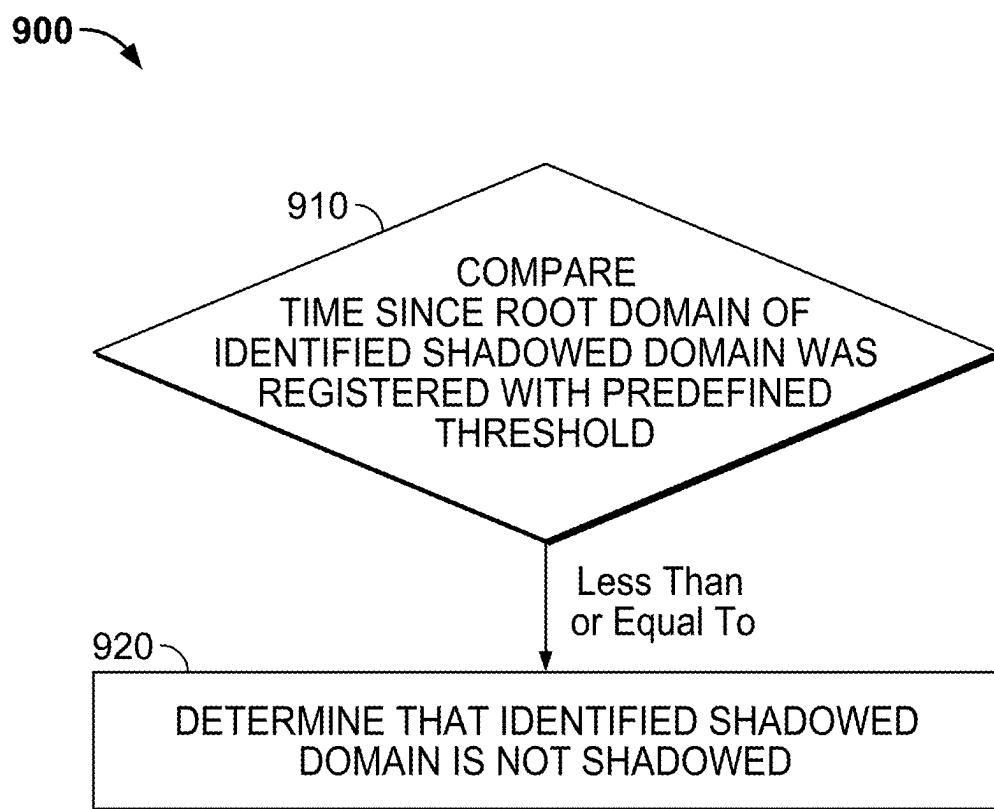 900
910
COMPARE
TIME SINCE ROOT DOMAIN OF
IDENTIFIED SHADOWED DOMAIN WAS
REGISTERED WITH PREDEFINED
THRESHOLD
Less Than
or Equal To
920
DETERMINE THAT IDENTIFIED SHADOWED
DOMAIN IS NOT SHADOWED